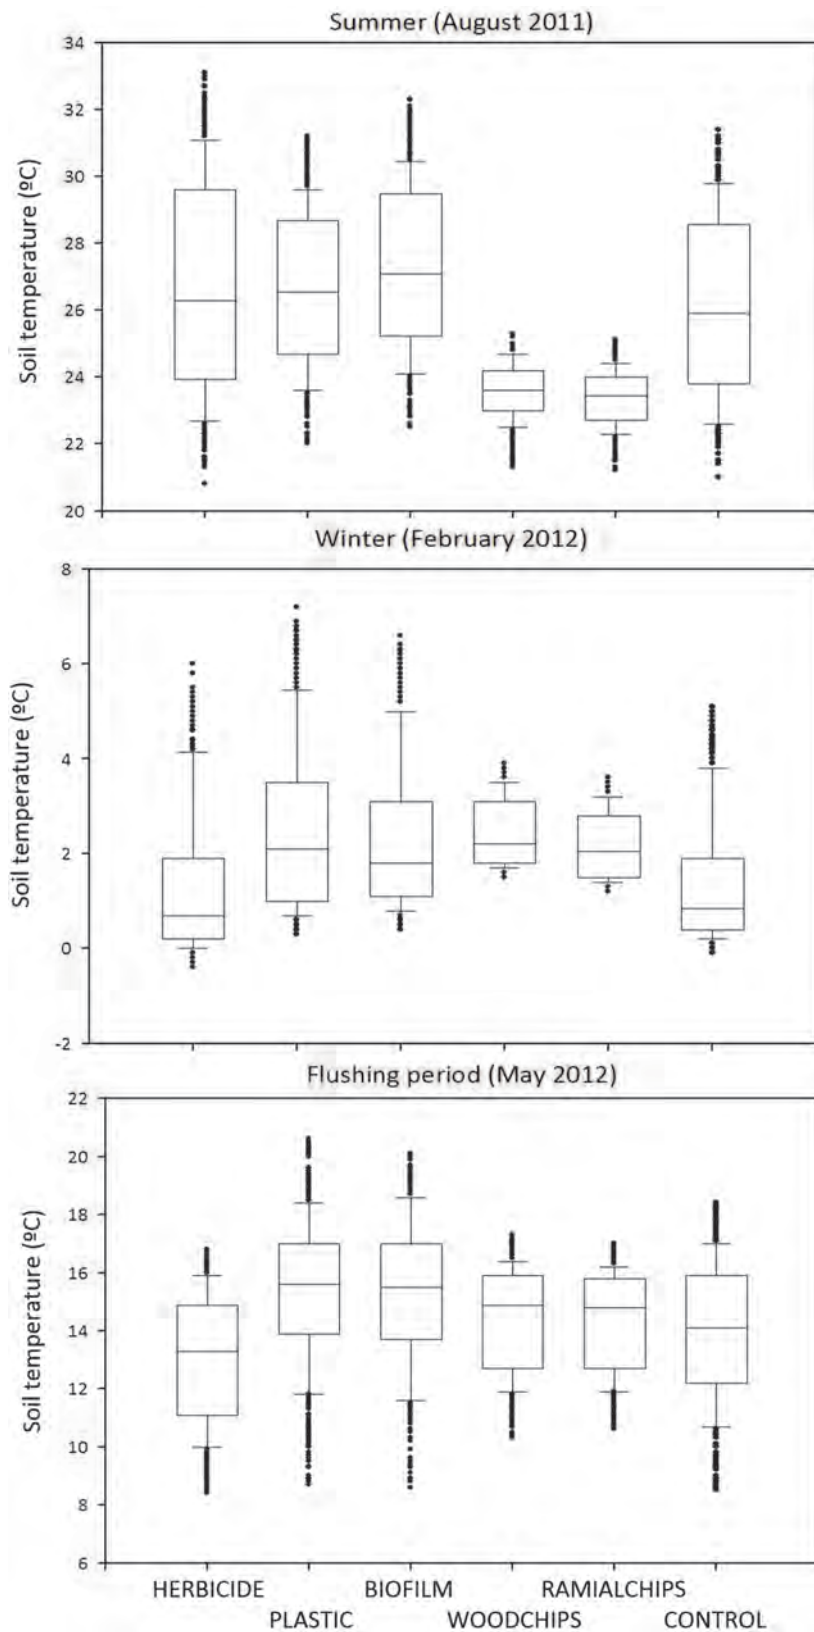 Summer (August 2011)
34
32
30
28
26
24
22
20
Soil temperature (ºC)
Winter (February 2012)
8
6
4
2
0
-2
Soil temperature (ºC)
Flushing period (May 2012)
22
20
18
16
14
12
10
8
6
Soil temperature (ºC)
HERBICIDE BIOFILM RAMIALCHIPS
PLASTIC WOODCHIPS CONTROL